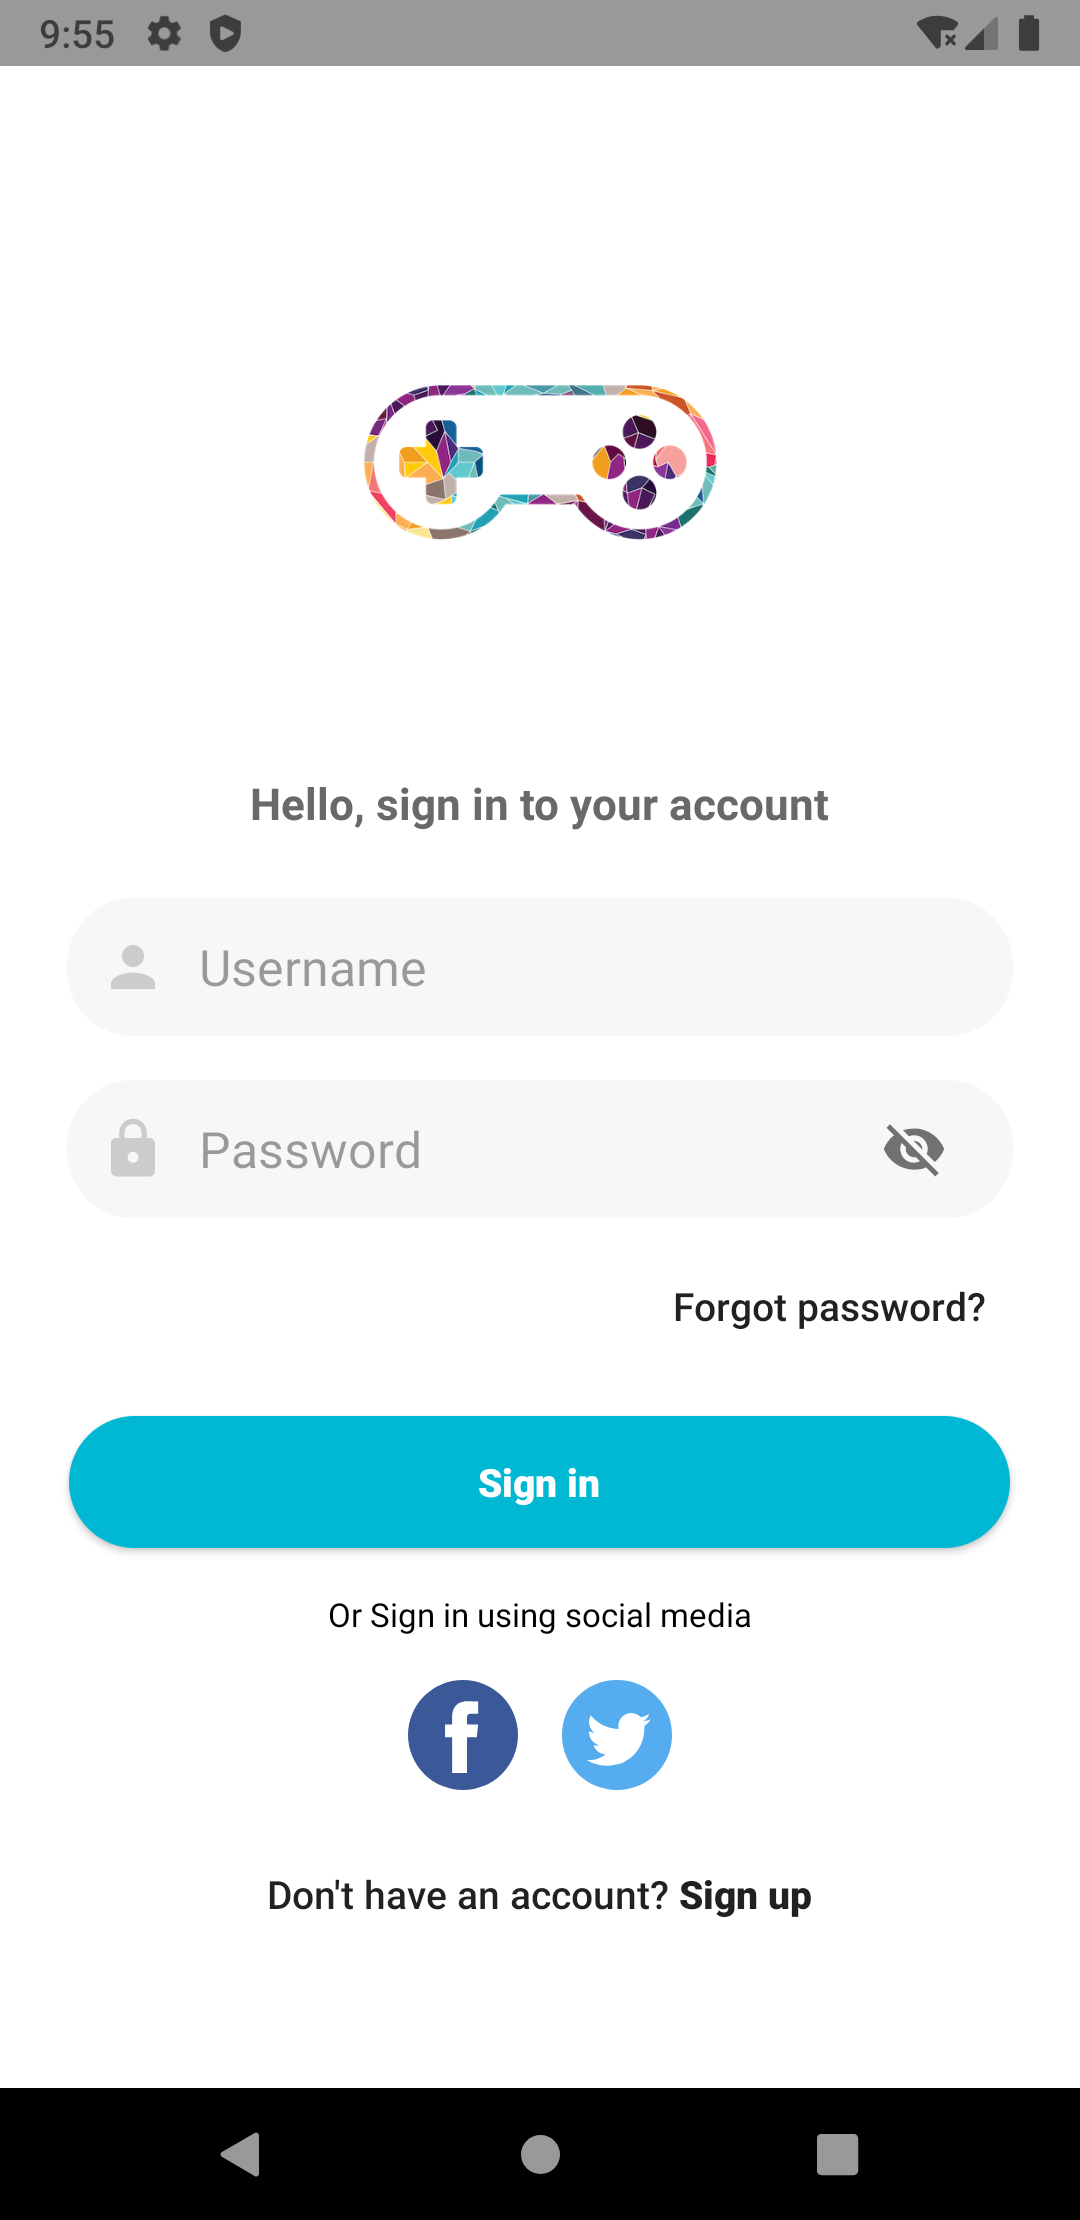 9:55
Hello, sign in to your account
Username
Password
Forgot password?
Sign in
Or Sign in using social media
Don't have an account? Sign up